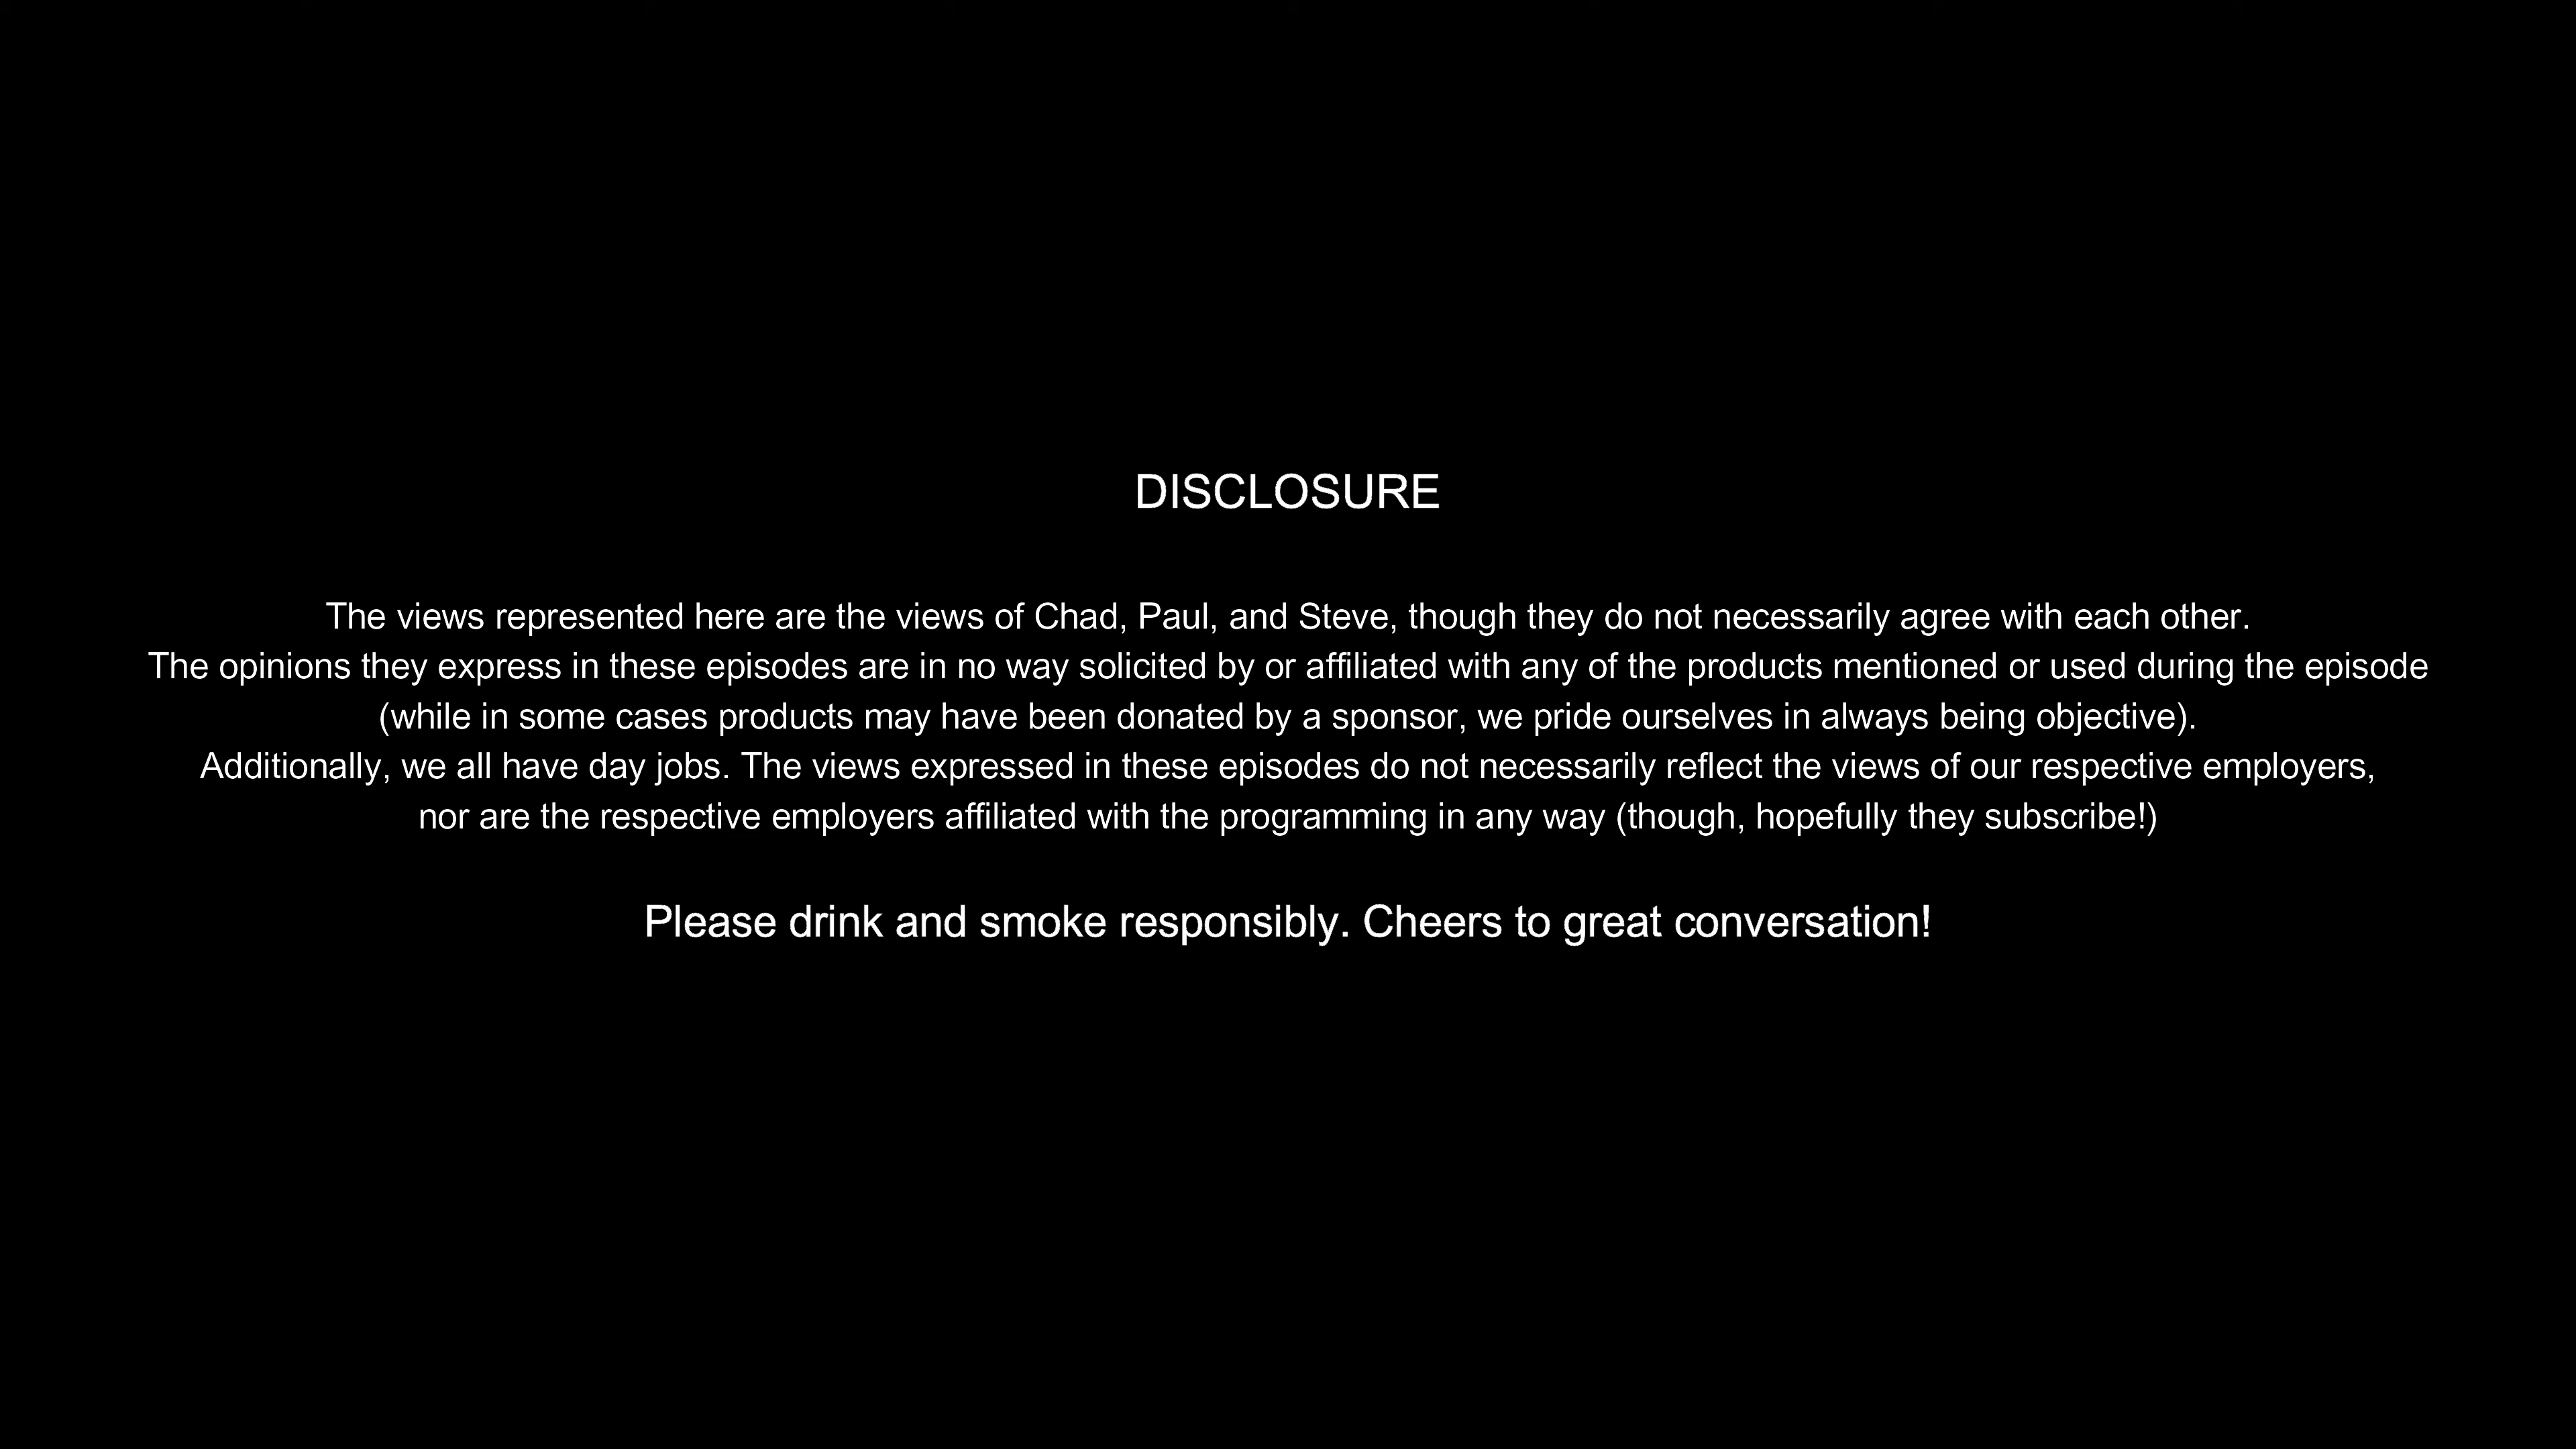 DISCLOSURE
The views represented here are the views of Chad, Paul, and Steve, though they do not necessarily agree with each other.
The opinions they express in these episodes are in no way solicited by or affiliated with any of the products mentioned or used during the episode
(while in some cases products may have been donated by a sponsor, we pride ourselves in always being objective).
Additionally, we all have day jobs. The views expressed in these episodes do not necessarily reflect the views of our respective employers,
nor are the respective employers affiliated with the programming in any way (though, hopefully they subscribe!)
Please drink and smoke responsibly. Cheers to great conversation!